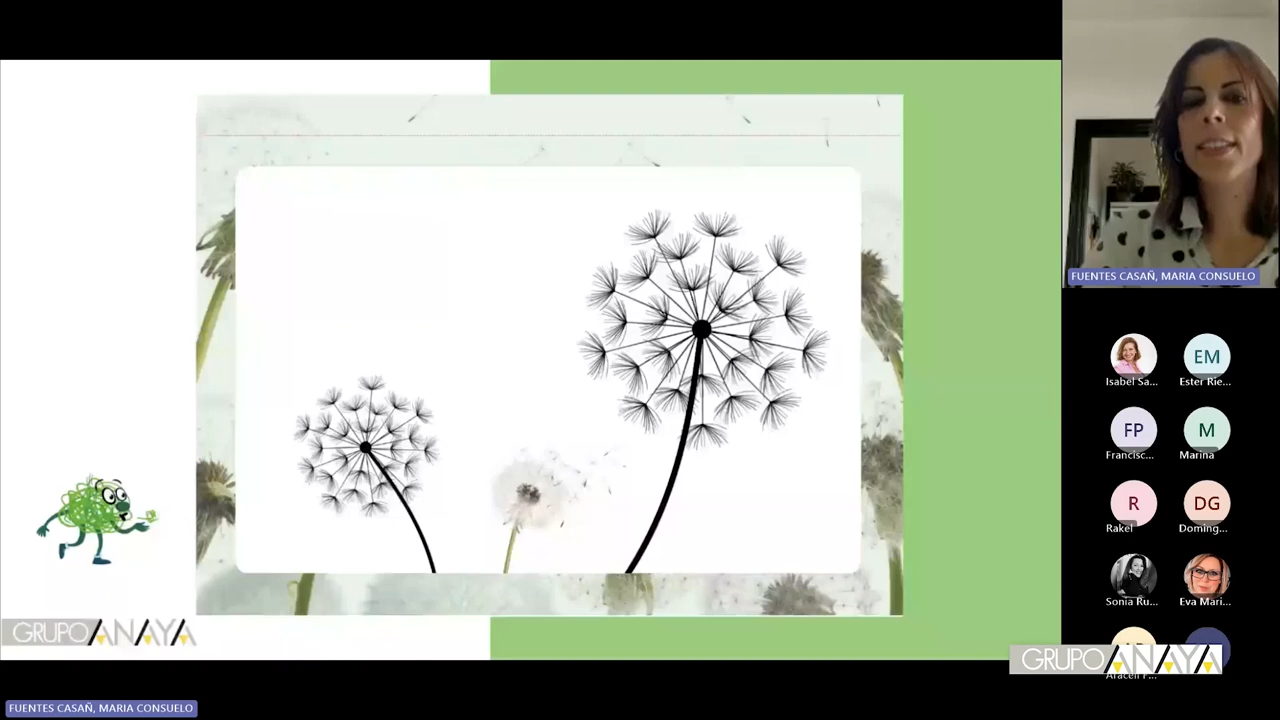 FUENTES CASAÑ, MARIA CONSUELO
Isabel Sa...
EM
Ester Rie...
FP
Francisc...
M
Marina
R
Rakel
DG
Doming...
Sonia Ru...
Eva Mari...
GRUPO ANAYA
GRUPO ANAYA
Araceli F...
FUENTES CASAÑ, MARIA CONSUELO